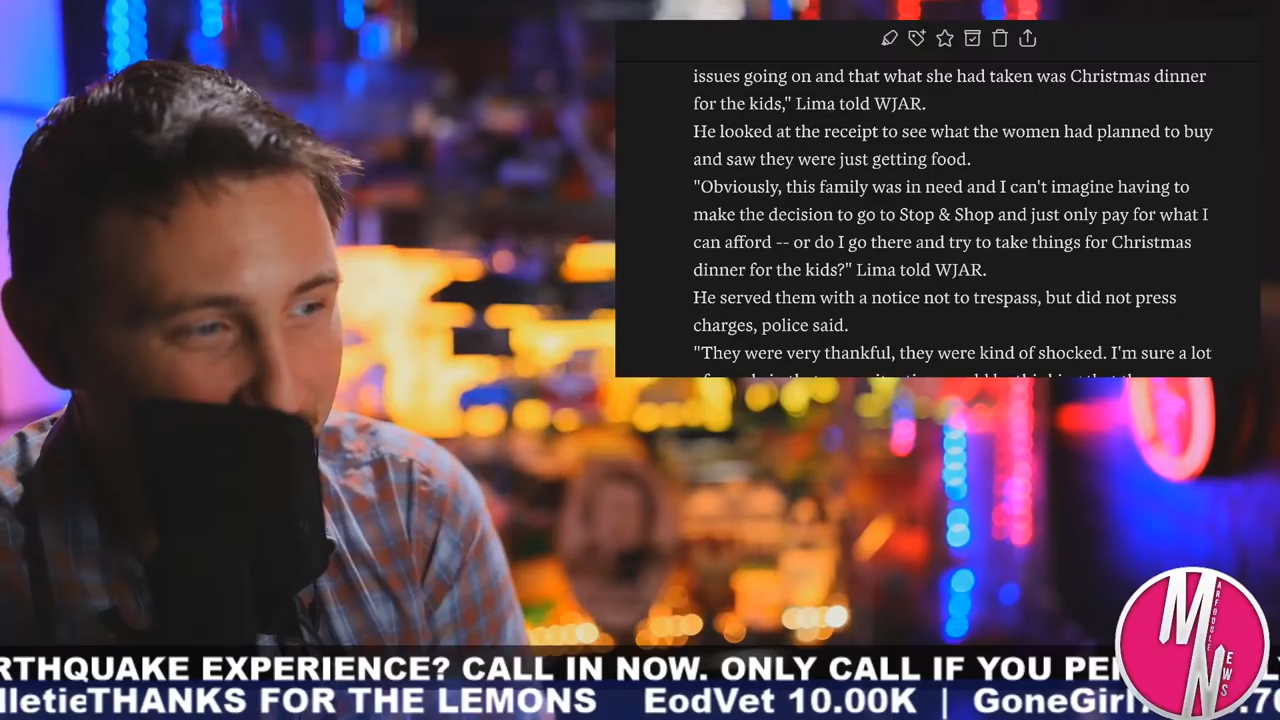 issues going on and that what she had taken was Christmas dinner
for the kids," Lima told WJAR.
He looked at the receipt to see what the women had planned to buy
and saw they were just getting food.
"Obviously, this family was in need and I can't imagine having to
make the decision to go to Stop & Shop and just only pay for what I
can afford -- or do I go there and try to take things for Christmas
dinner for the kids?" Lima told WJAR.
He served them with a notice not to trespass, but did not press
charges, police said.
"They were very thankful, they were kind of shocked. I'm sure a lot
RTHQUAKE EXPERIENCE? CALL IN NOW. ONLY CALL IF YOU PE
lletieTHANKS FOR THE LEMONS EodVet 10.00K | GoneGirl
M
ARFOOGLE
N
EWS